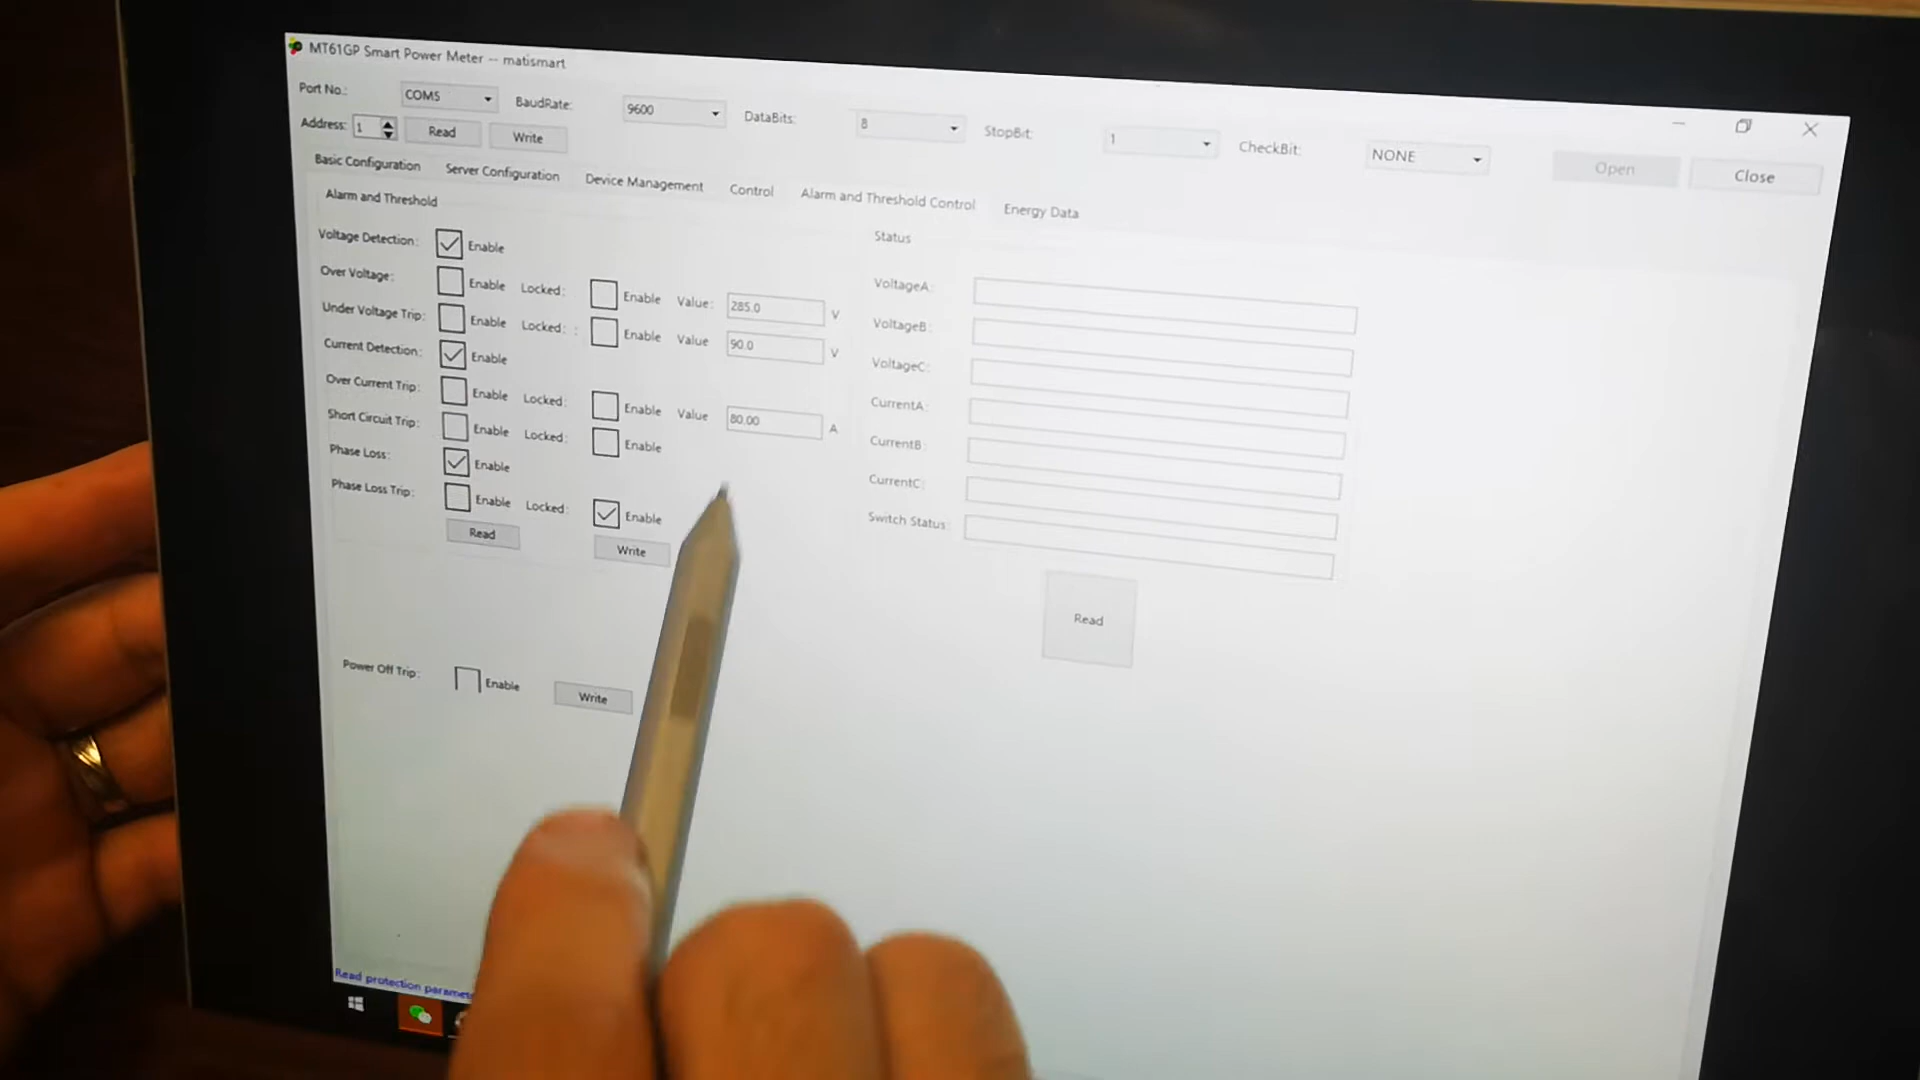 MT61GP Smart Power Meter -- matismart
Port No.: COM5 BaudRate: 9600 DataBits: 8 StopBit: 1 CheckBit: NONE Open Close
Address: 1 Read Write
Basic Configuration Server Configuration Device Management Control Alarm and Threshold Control Energy Data
Alarm and Threshold
Voltage Detection: Enable
Over Voltage: Enable Locked: Enable Value: 285.0 V
Under Voltage Trip: Enable Locked: : Enable Value 90.0 V
Current Detection: Enable
Over Current Trip: Enable Locked: Enable Value 80.00 A
Short Circuit Trip: Enable Locked: Enable
Phase Loss: Enable
Phase Loss Trip: Enable Locked: Enable
Read Write
Power Off Trip: Enable Write
Status
VoltageA:
VoltageB:
VoltageC:
CurrentA:
CurrentB:
CurrentC:
Switch Status:
Read
Read protection